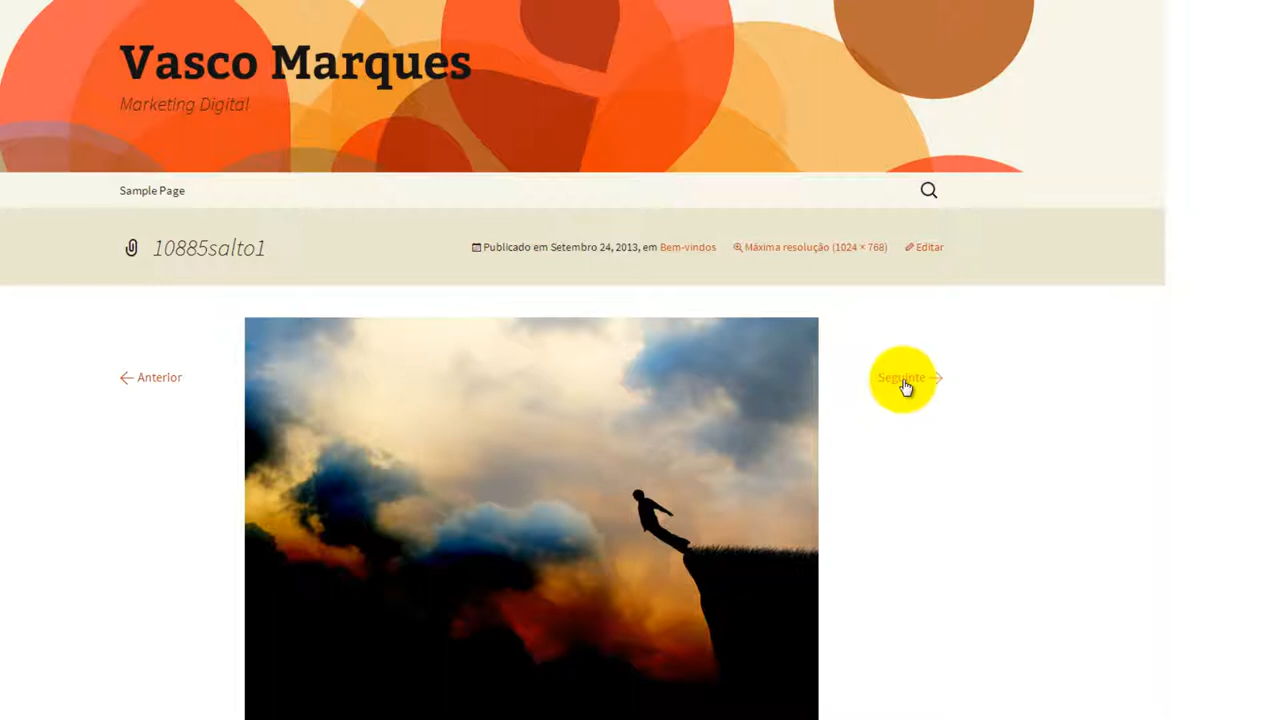 Vasco Marques
Marketing Digital
Sample Page
10885salto1
Publicado em Setembro 24, 2013, em Bem-vindos Máxima resolução (1024 × 768) Editar
← Anterior
Seguinte →